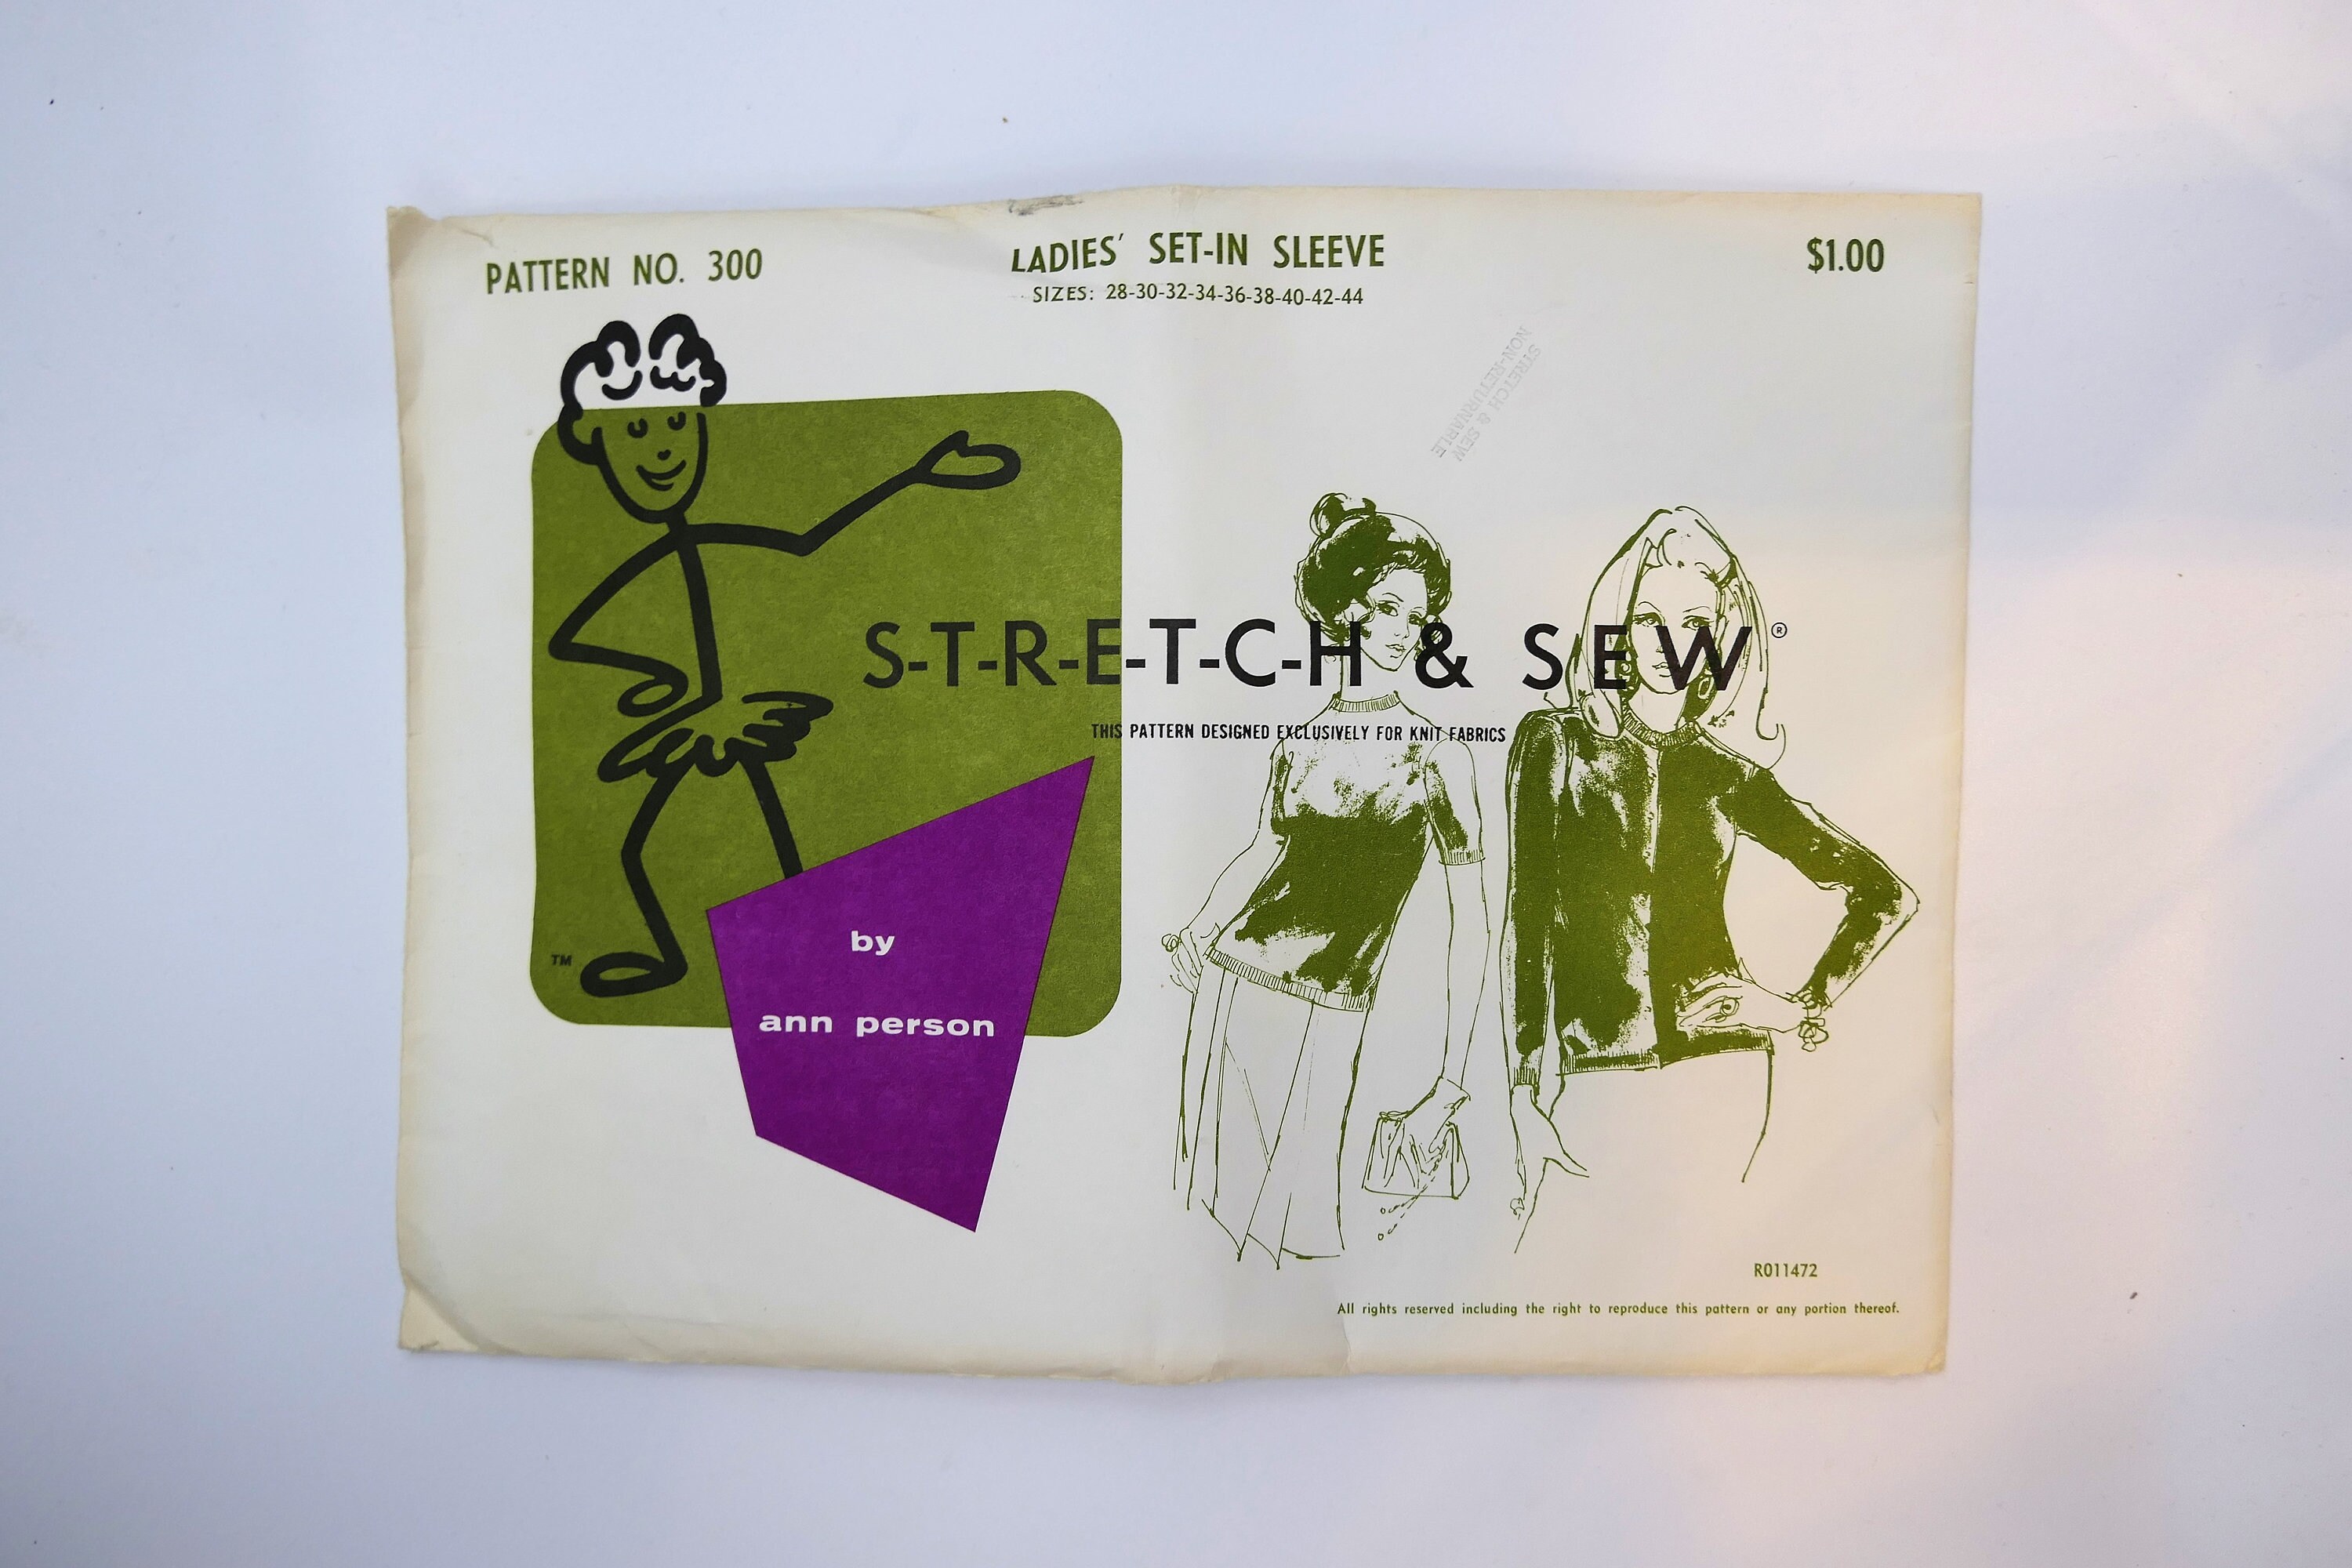 PATTERN NO. 300
LADIES' SET-IN SLEEVE
SIZES: 28-30-32-34-36-38-40-42-44
$1.00
STRETCH & SEW
NON-RETURNABLE
S-T-R-E-T-C-H & SEW®
THIS PATTERN DESIGNED EXCLUSIVELY FOR KNIT FABRICS
by
ann person
TM
R011472
All rights reserved including the right to reproduce this pattern or any portion thereof.